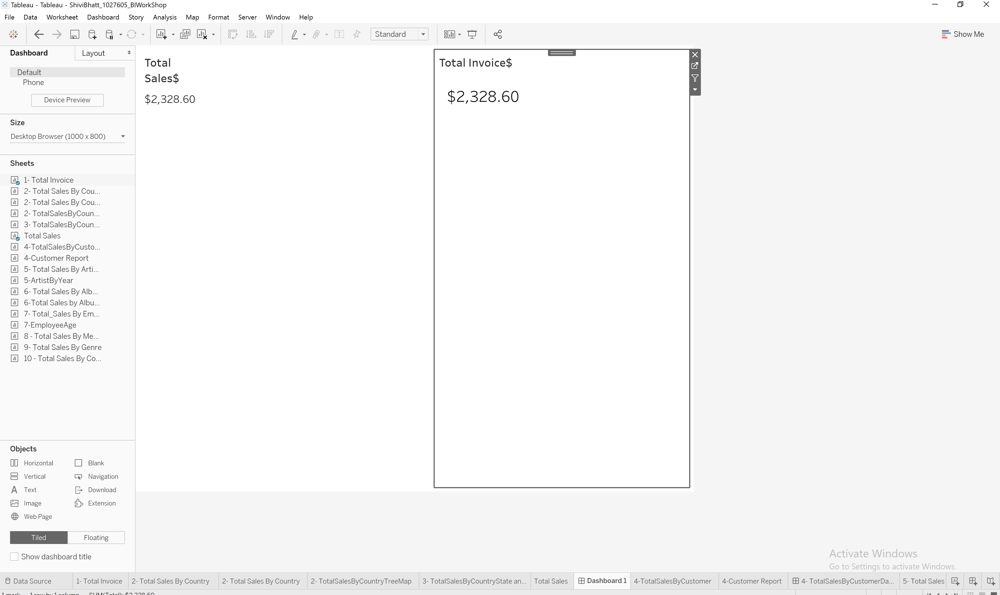 Tableau - Tableau - ShiviBhatt_1027605_BIWorkShop
File Data Worksheet Dashboard Story Analysis Map Format Server Window Help
Standard
Show Me
Dashboard
Layout
Default
Phone
Device Preview
Size
Desktop Browser (1000 x 800)
Sheets
1- Total Invoice
2- Total Sales By Cou...
2- Total Sales By Cou...
2- TotalSalesByCoun...
3- TotalSalesByCoun...
Total Sales
4-TotalSalesByCusto...
4-Customer Report
5- Total Sales By Arti...
5-ArtistByYear
6- Total Sales By Alb...
6-Total Sales by Albu...
7- Total_Sales By Em...
7-EmployeeAge
8 - Total Sales By Me...
9- Total Sales By Genre
10 - Total Sales By Co...
Objects
Horizontal Blank
Vertical Navigation
Text Download
Image Extension
Web Page
Tiled Floating
Show dashboard title
Total
Sales$
$2,328.60
Total Invoice$
$2,328.60
Activate Windows
Go to Settings to activate Windows.
Data Source 1- Total Invoice 2- Total Sales By Country 2- Total Sales By Country 2- TotalSalesByCountryTreeMap 3- TotalSalesByCountryState an... Total Sales Dashboard 1 4-TotalSalesByCustomer 4-Customer Report 4- TotalSalesByCustomerDa... 5- Total Sales
1 mark 1 row by 1 column SUM(Total): $2,328.60